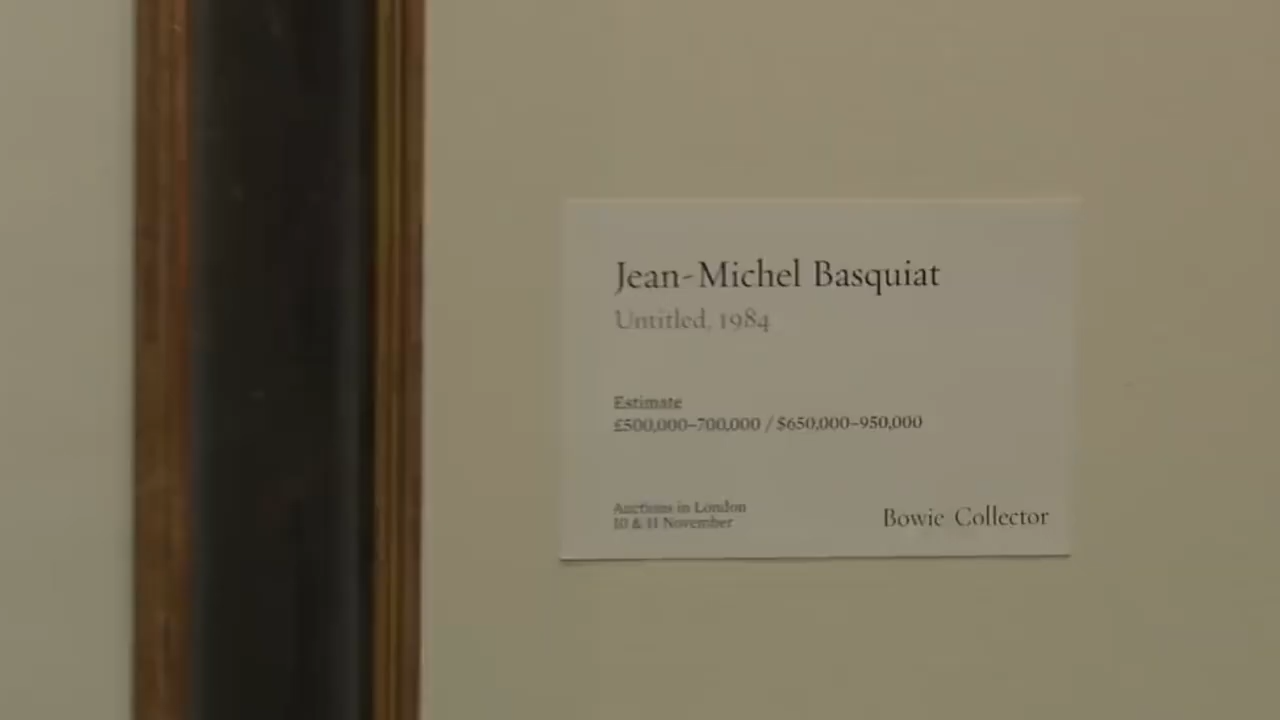 Jean-Michel Basquiat
Untitled, 1984
Estimate
£500,000–700,000 / $650,000–950,000
Auctions in London
10 & 11 November
Bowie Collector